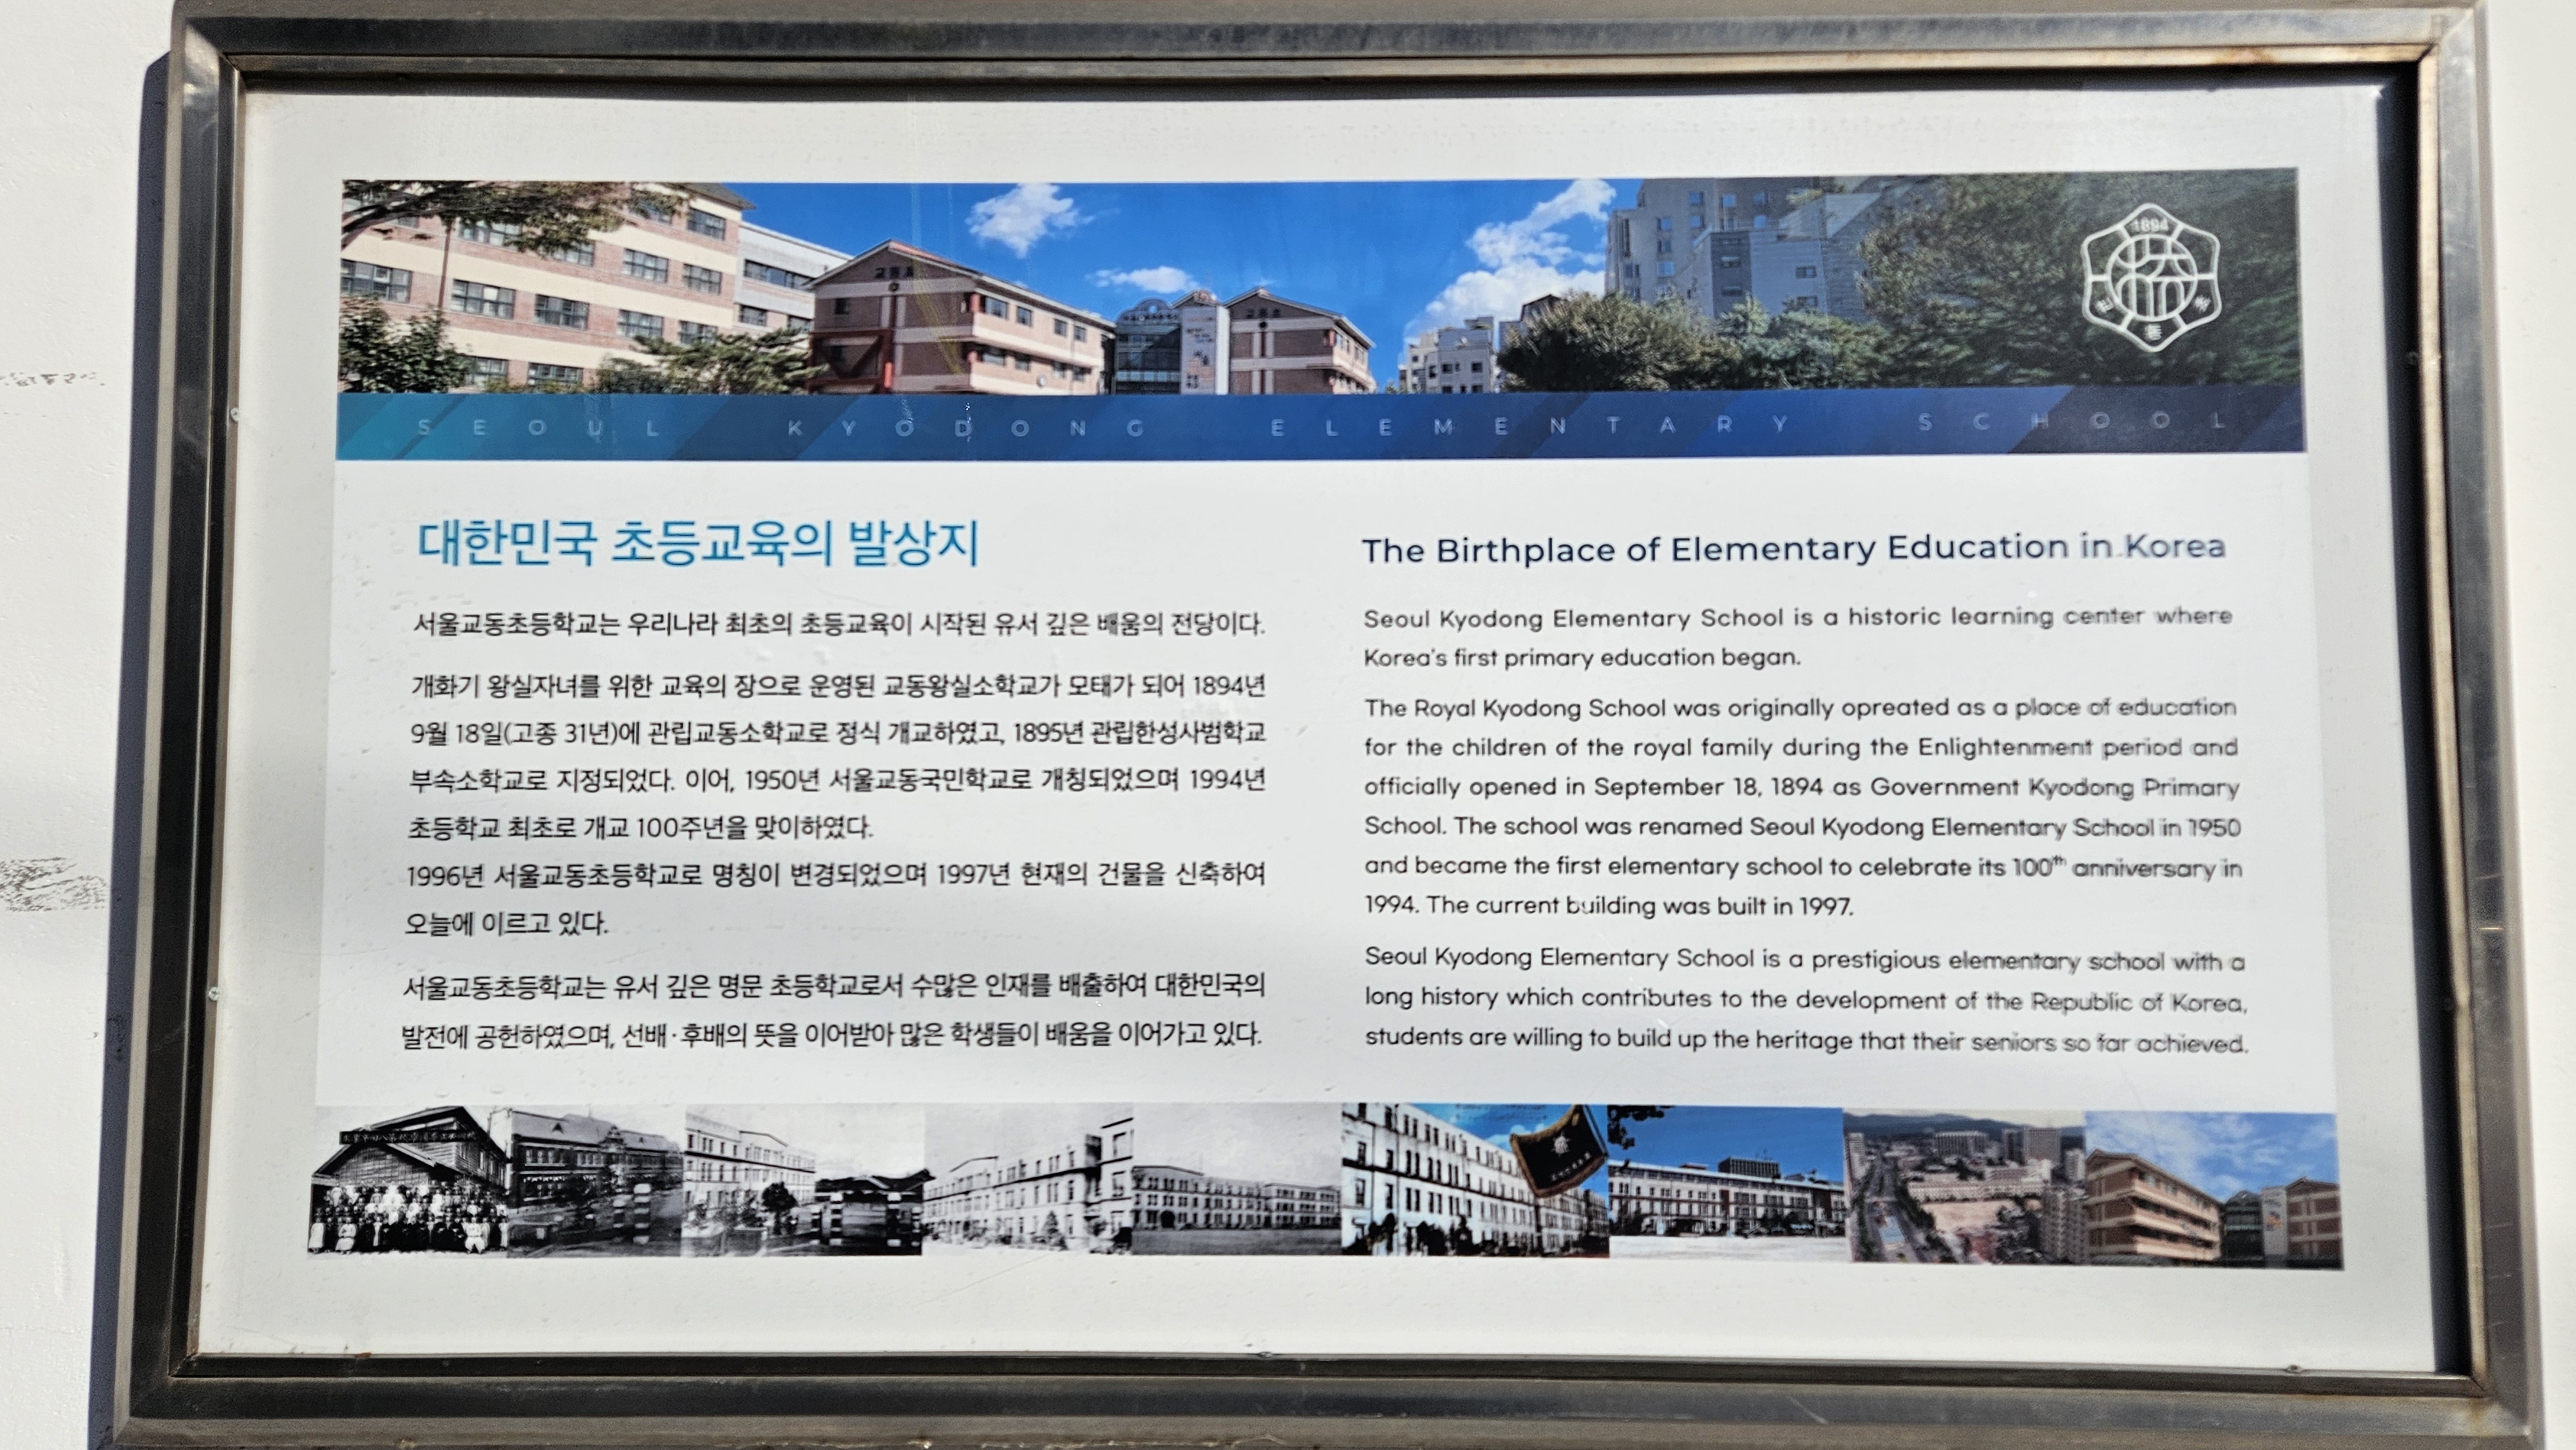 1894
SEOUL KYODONG ELEMENTARY SCHOOL
대한민국 초등교육의 발상지
서울교동초등학교는 우리나라 최초의 초등교육이 시작된 유서 깊은 배움의 전당이다.
개화기 왕실자녀를 위한 교육의 장으로 운영된 교동왕실소학교가 모태가 되어 1894년
9월 18일(고종 31년)에 관립교동소학교로 정식 개교하였고, 1895년 관립한성사범학교
부속소학교로 지정되었다. 이어, 1950년 서울교동국민학교로 개칭되었으며 1994년
초등학교 최초로 개교 100주년을 맞이하였다.
1996년 서울교동초등학교로 명칭이 변경되었으며 1997년 현재의 건물을 신축하여
오늘에 이르고 있다.
서울교동초등학교는 유서 깊은 명문 초등학교로서 수많은 인재를 배출하여 대한민국의
발전에 공헌하였으며, 선배·후배의 뜻을 이어받아 많은 학생들이 배움을 이어가고 있다.
The Birthplace of Elementary Education in Korea
Seoul Kyodong Elementary School is a historic learning center where
Korea's first primary education began.
The Royal Kyodong School was originally opreated as a place of education
for the children of the royal family during the Enlightenment period and
officially opened in September 18, 1894 as Government Kyodong Primary
School. The school was renamed Seoul Kyodong Elementary School in 1950
and became the first elementary school to celebrate its 100th anniversary in
1994. The current building was built in 1997.
Seoul Kyodong Elementary School is a prestigious elementary school with a
long history which contributes to the development of the Republic of Korea,
students are willing to build up the heritage that their seniors so far achieved.